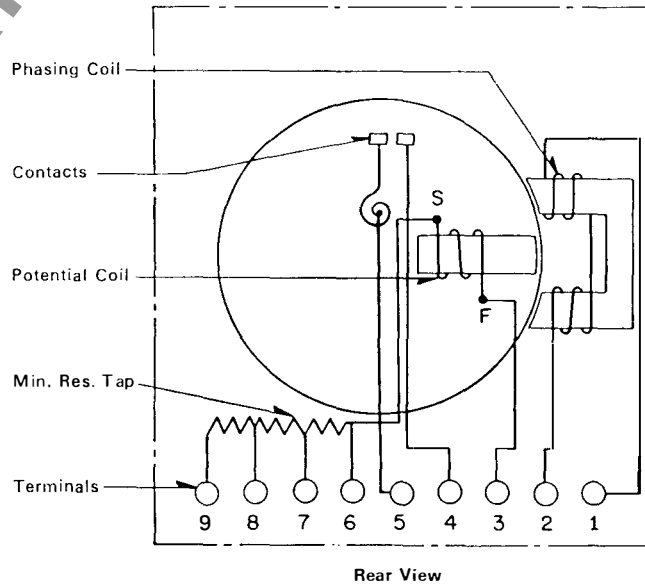 Phasing Coil
Contacts
S
Potential Coil
F
Min. Res. Tap
Terminals
9 8 7 6 5 4 3 2 1
Rear View